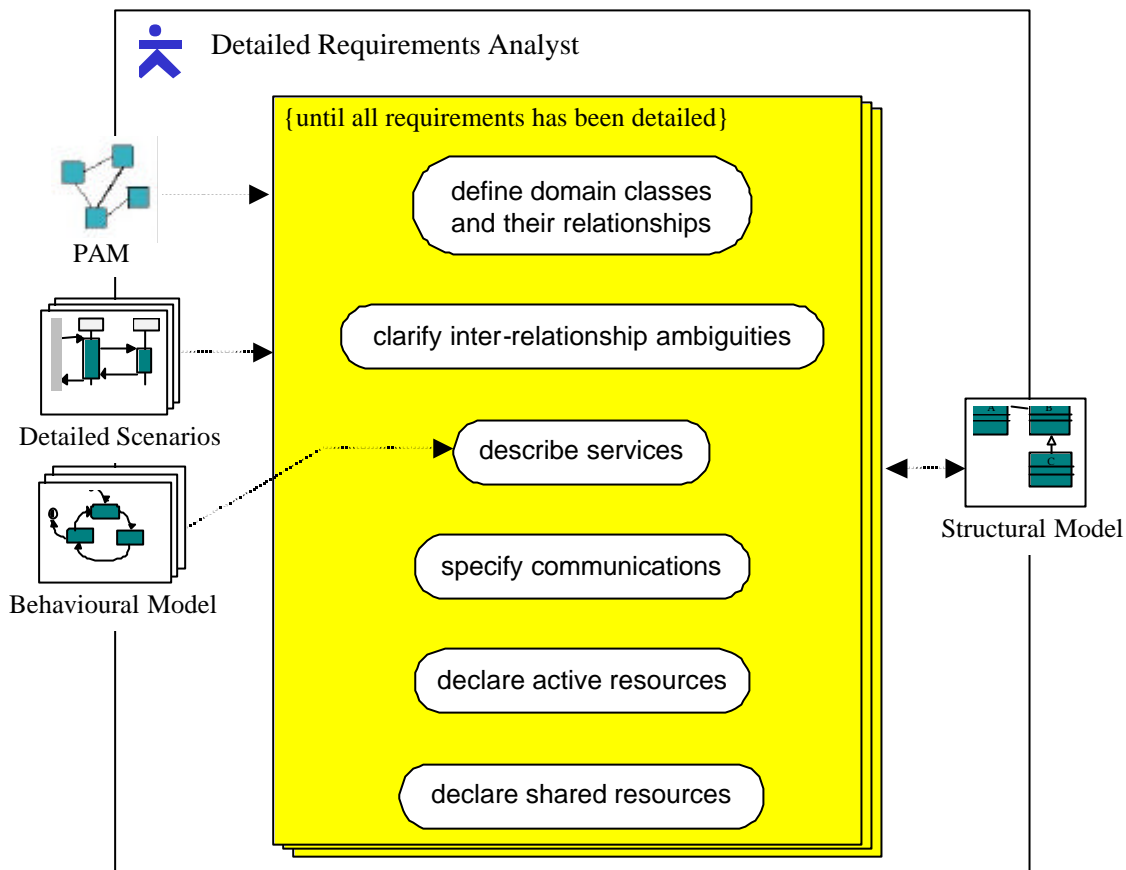 Detailed Requirements Analyst
{until all requirements has been detailed}
define domain classes
and their relationships
PAM
clarify inter-relationship ambiguities
Detailed Scenarios
describe services
A
B
C
Structural Model
specify communications
Behavioural Model
declare active resources
declare shared resources